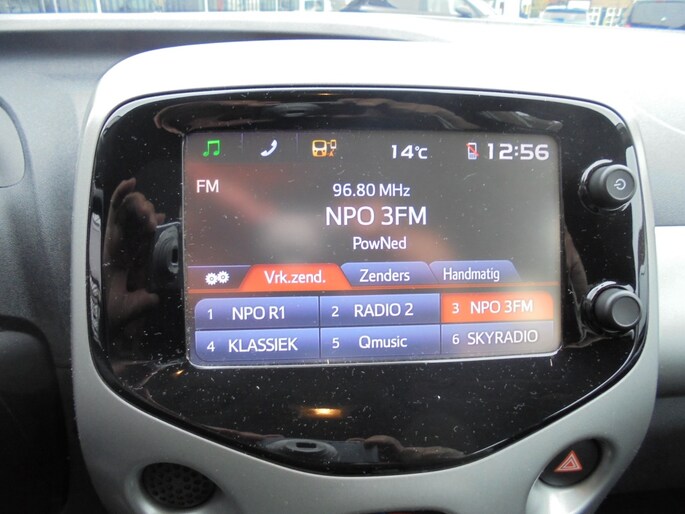 14°C 12:56
FM
96.80 MHz
NPO 3FM
PowNed
Vrk.zend. Zenders Handmatig
1 NPO R1 2 RADIO 2 3 NPO 3FM
4 KLASSIEK 5 Qmusic 6 SKYRADIO